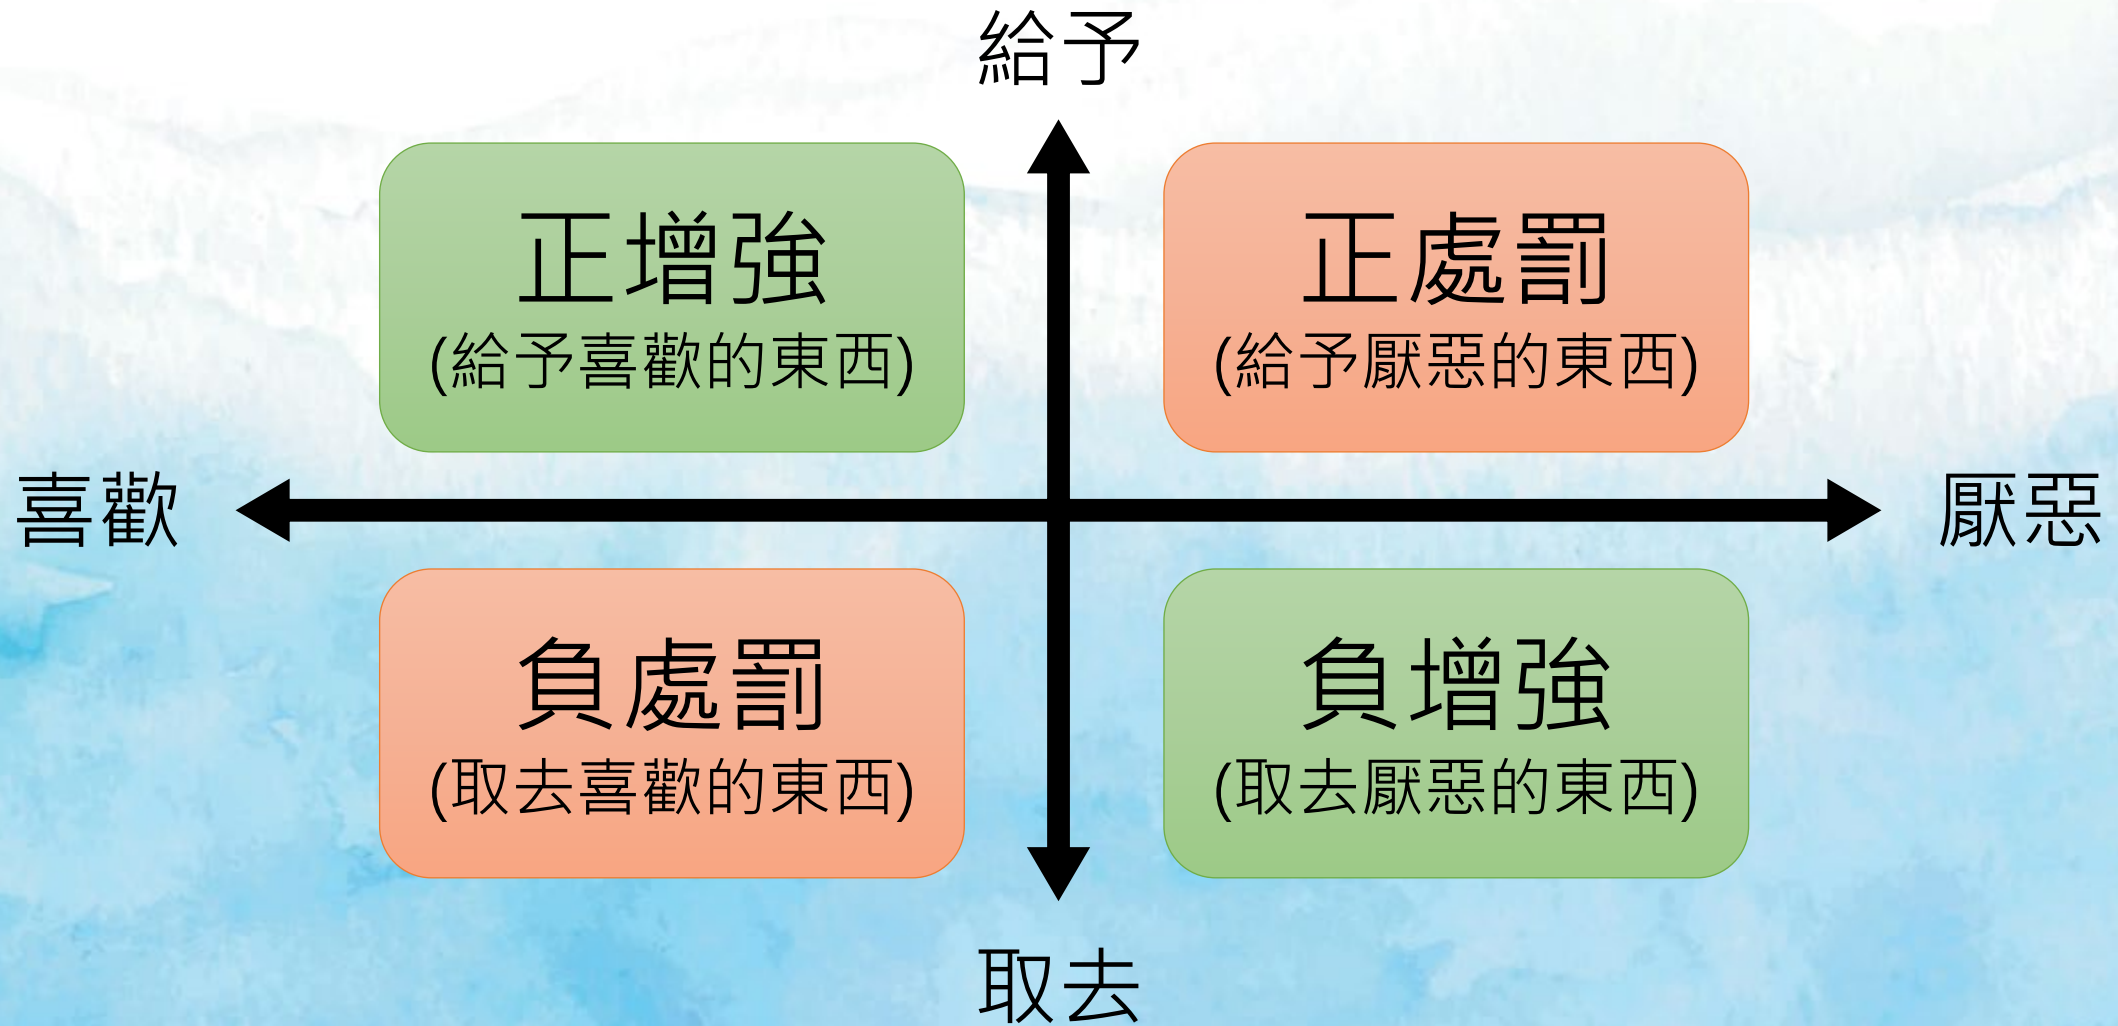 給予
正增強
(給予喜歡的東西)
正處罰
(給予厭惡的東西)
喜歡
厭惡
負處罰
(取去喜歡的東西)
負增強
(取去厭惡的東西)
取去